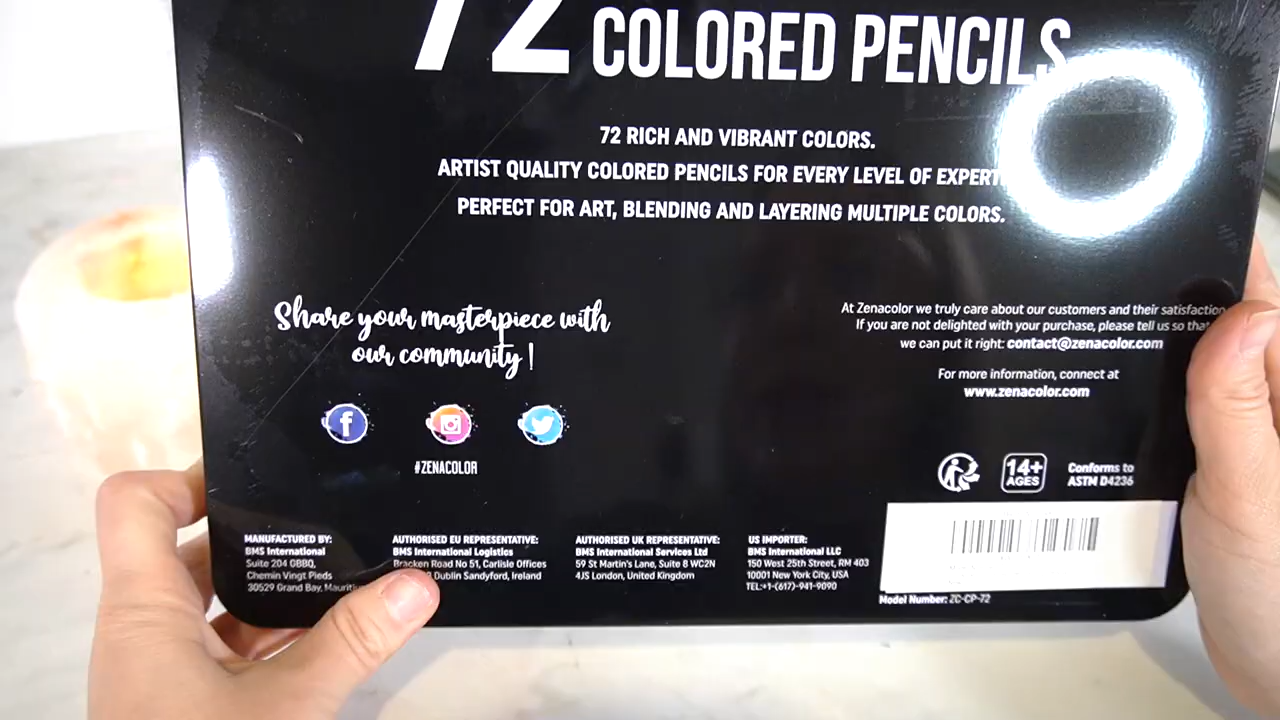 72 COLORED PENCILS
72 RICH AND VIBRANT COLORS.
ARTIST QUALITY COLORED PENCILS FOR EVERY LEVEL OF
PERFECT FOR ART, BLENDING AND LAYERING MULTIPLE COLORS.
Share your masterpiece with
our community!
#ZENACOLOR
At Zenacolor we truly care about our customers and their satisfaction
If you are not delighted with your purchase, please tell us so that
we can put it right: contact@zenacolor.com
For more information, connect at
www.zenacolor.com
14+
AGES
Conforms to
ASTM D4236
MANUFACTURED BY:
BMS International
Suite 204 GBBQ,
Chemin Vingt Pieds
30529 Grand Bay,
AUTHORISED EU REPRESENTATIVE:
BMS International Logistics
Bracken Road No 51, Carlisle Offices
Dublin Sandyford, Ireland
AUTHORISED UK REPRESENTATIVE:
BMS International Services Ltd
59 St Martin's Lane, Suite 8 WC2N
4JS London, United Kingdom
US IMPORTER:
BMS International LLC
150 West 25th Street, RM 403
10001 New York City, USA
TEL:+1-(617)-941-9090
Model Number: ZC-CP-72